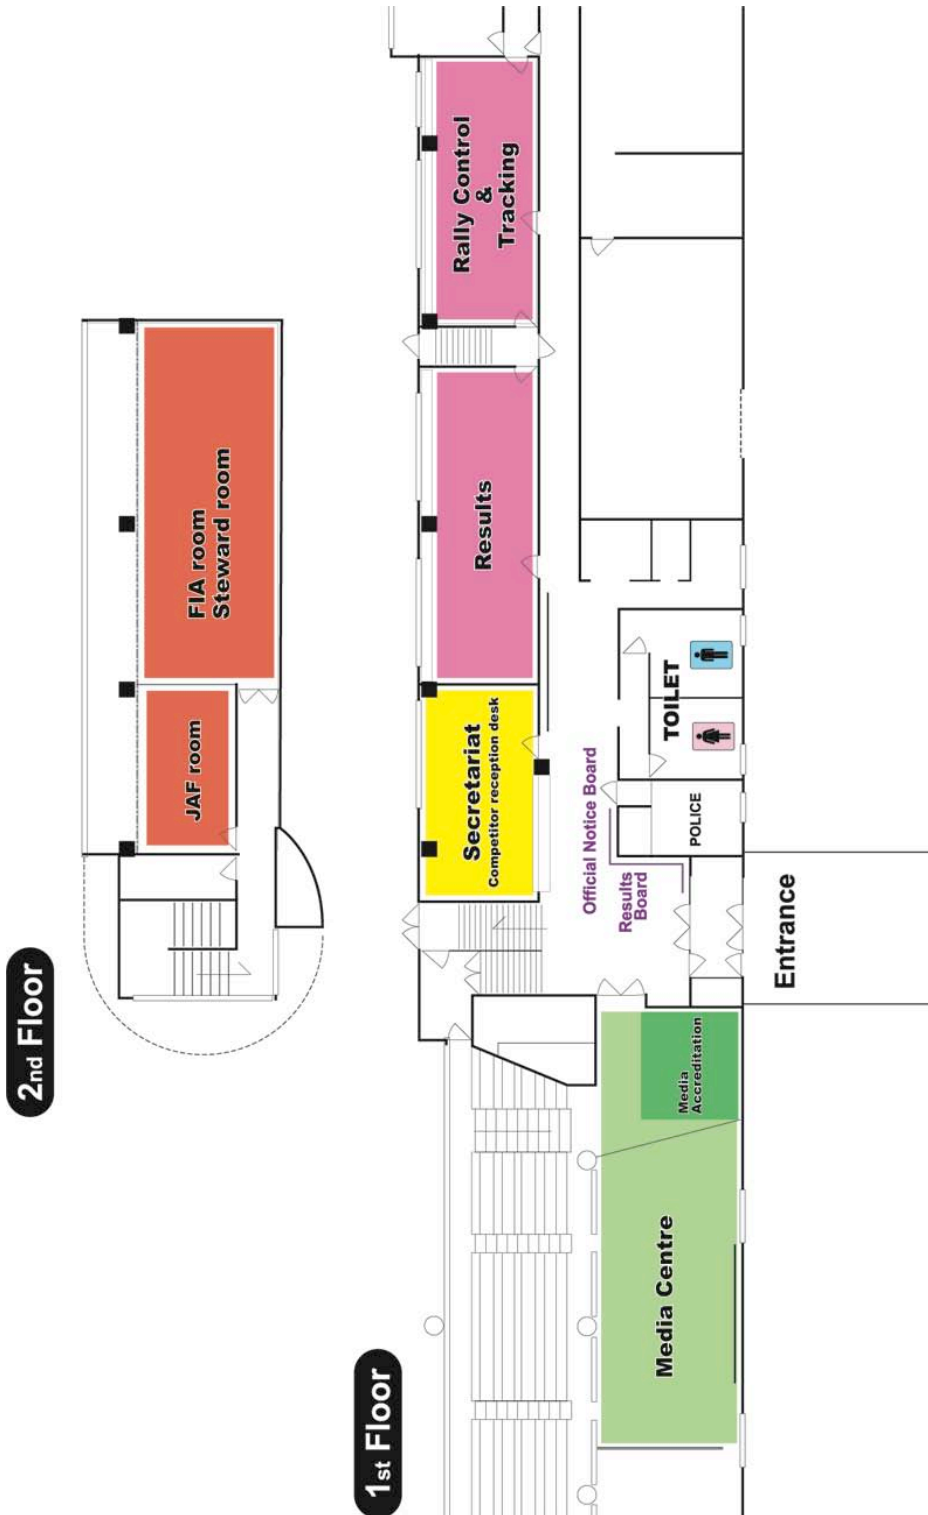 2nd Floor
JAF room
FIA room
Steward room
1st Floor
Secretariat
Competitor reception desk
Results
Rally Control
&
Tracking
Official Notice Board
Results
Board
TOILET
POLICE
Entrance
Media Centre
Media
Accreditation